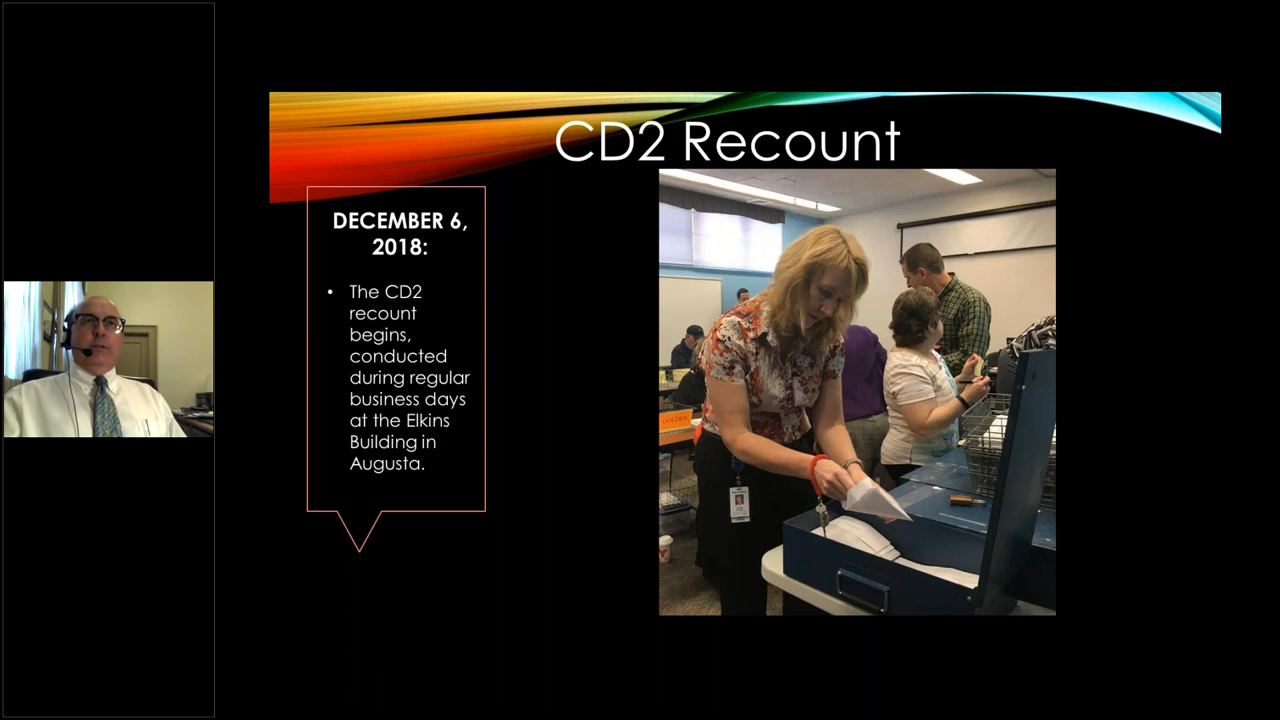 CD2 Recount
DECEMBER 6,
2018:
• The CD2
recount
begins,
conducted
during regular
business days
at the Elkins
Building in
Augusta.
GOLDEN